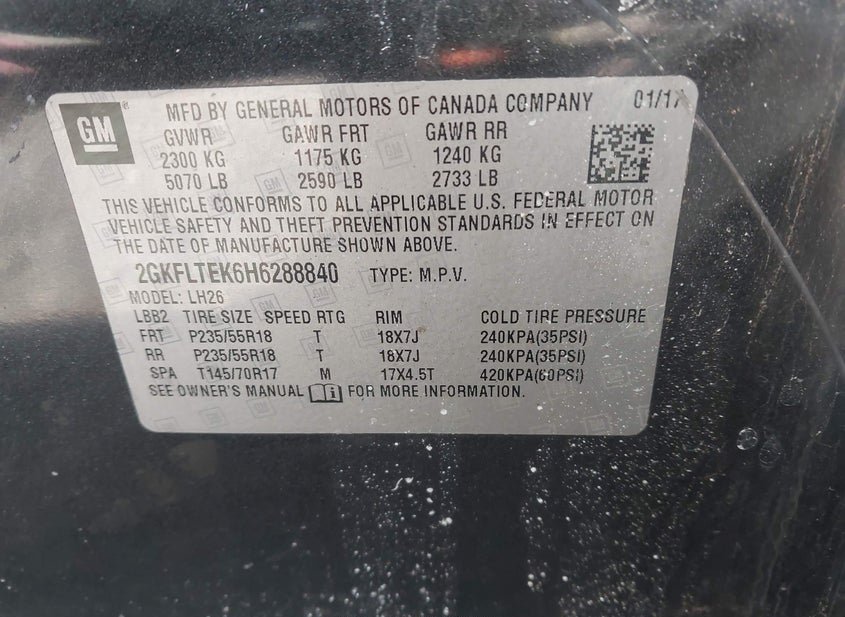 GM
MFD BY GENERAL MOTORS OF CANADA COMPANY 01/17
GVWR GAWR FRT GAWR RR
2300 KG 1175 KG 1240 KG
5070 LB 2590 LB 2733 LB
THIS VEHICLE CONFORMS TO ALL APPLICABLE U.S. FEDERAL MOTOR
VEHICLE SAFETY AND THEFT PREVENTION STANDARDS IN EFFECT ON
THE DATE OF MANUFACTURE SHOWN ABOVE.
2GKFLTEK6H6288840 TYPE: M.P.V.
MODEL: LH26
LBB2 TIRE SIZE SPEED RTG RIM COLD TIRE PRESSURE
FRT P235/55R18 T 18X7J 240KPA(35PSI)
RR P235/55R18 T 18X7J 240KPA(35PSI)
SPA T145/70R17 M 17X4.5T 420KPA(60PSI)
SEE OWNER'S MANUAL FOR MORE INFORMATION.